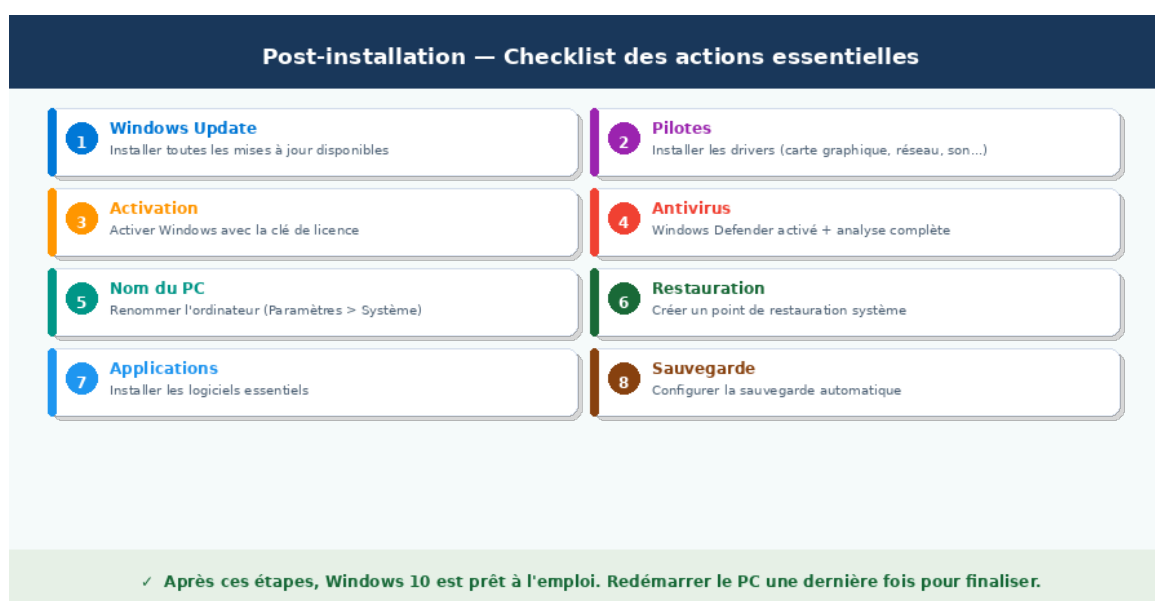 Post-installation — Checklist des actions essentielles
1
Windows Update
Installer toutes les mises à jour disponibles
2
Pilotes
Installer les drivers (carte graphique, réseau, son...)
3
Activation
Activer Windows avec la clé de licence
4
Antivirus
Windows Defender activé + analyse complète
5
Nom du PC
Renommer l'ordinateur (Paramètres > Système)
6
Restauration
Créer un point de restauration système
7
Applications
Installer les logiciels essentiels
8
Sauvegarde
Configurer la sauvegarde automatique
✓ Après ces étapes, Windows 10 est prêt à l'emploi. Redémarrer le PC une dernière fois pour finaliser.